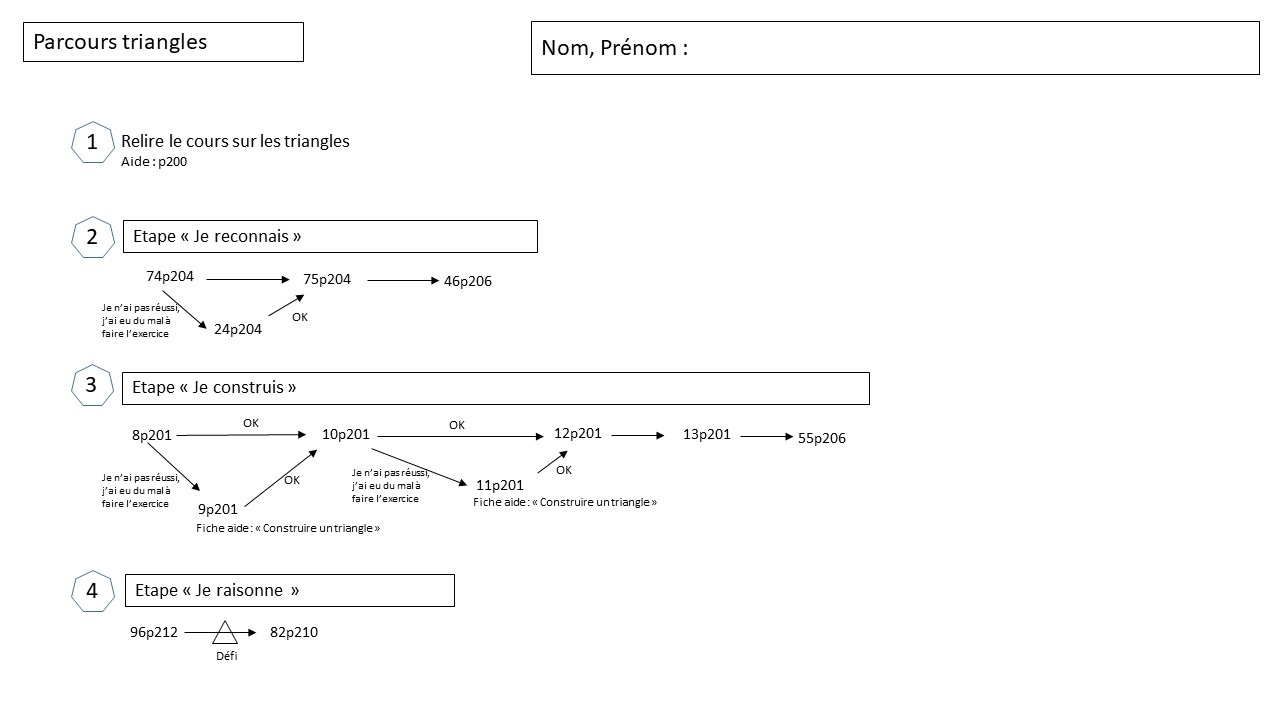 Parcours triangles
Nom, Prénom :
1
Relire le cours sur les triangles
Aide : p200
2
Etape « Je reconnais »
74p204
75p204
46p206
Je n'ai pas réussi,
j'ai eu du mal à
faire l'exercice
24p204
OK
3
Etape « Je construis »
8p201
OK
10p201
OK
12p201
13p201
55p206
Je n'ai pas réussi,
j'ai eu du mal à
faire l'exercice
OK
Je n'ai pas réussi,
j'ai eu du mal à
faire l'exercice
OK
11p201
Fiche aide : « Construire un triangle »
9p201
Fiche aide : « Construire un triangle »
4
Etape « Je raisonne »
96p212
82p210
Défi